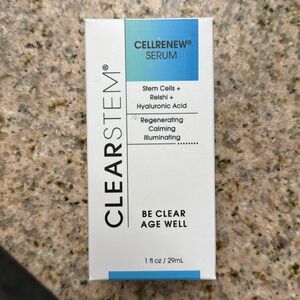 CELLRENEW®
SERUM
Stem Cells +
Reishi +
Hyaluronic Acid
Regenerating
Calming
Illuminating
CLEARSTEM®
BE CLEAR
AGE WELL
1 fl oz / 29mL